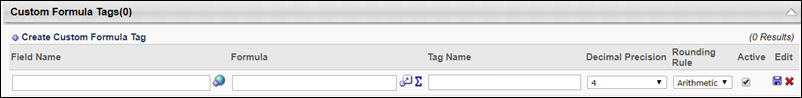 Custom Formula Tags(0)
Create Custom Formula Tag (0 Results)
Field Name Formula Tag Name Decimal Precision Rounding Rule Active Edit
4 Arithmetic